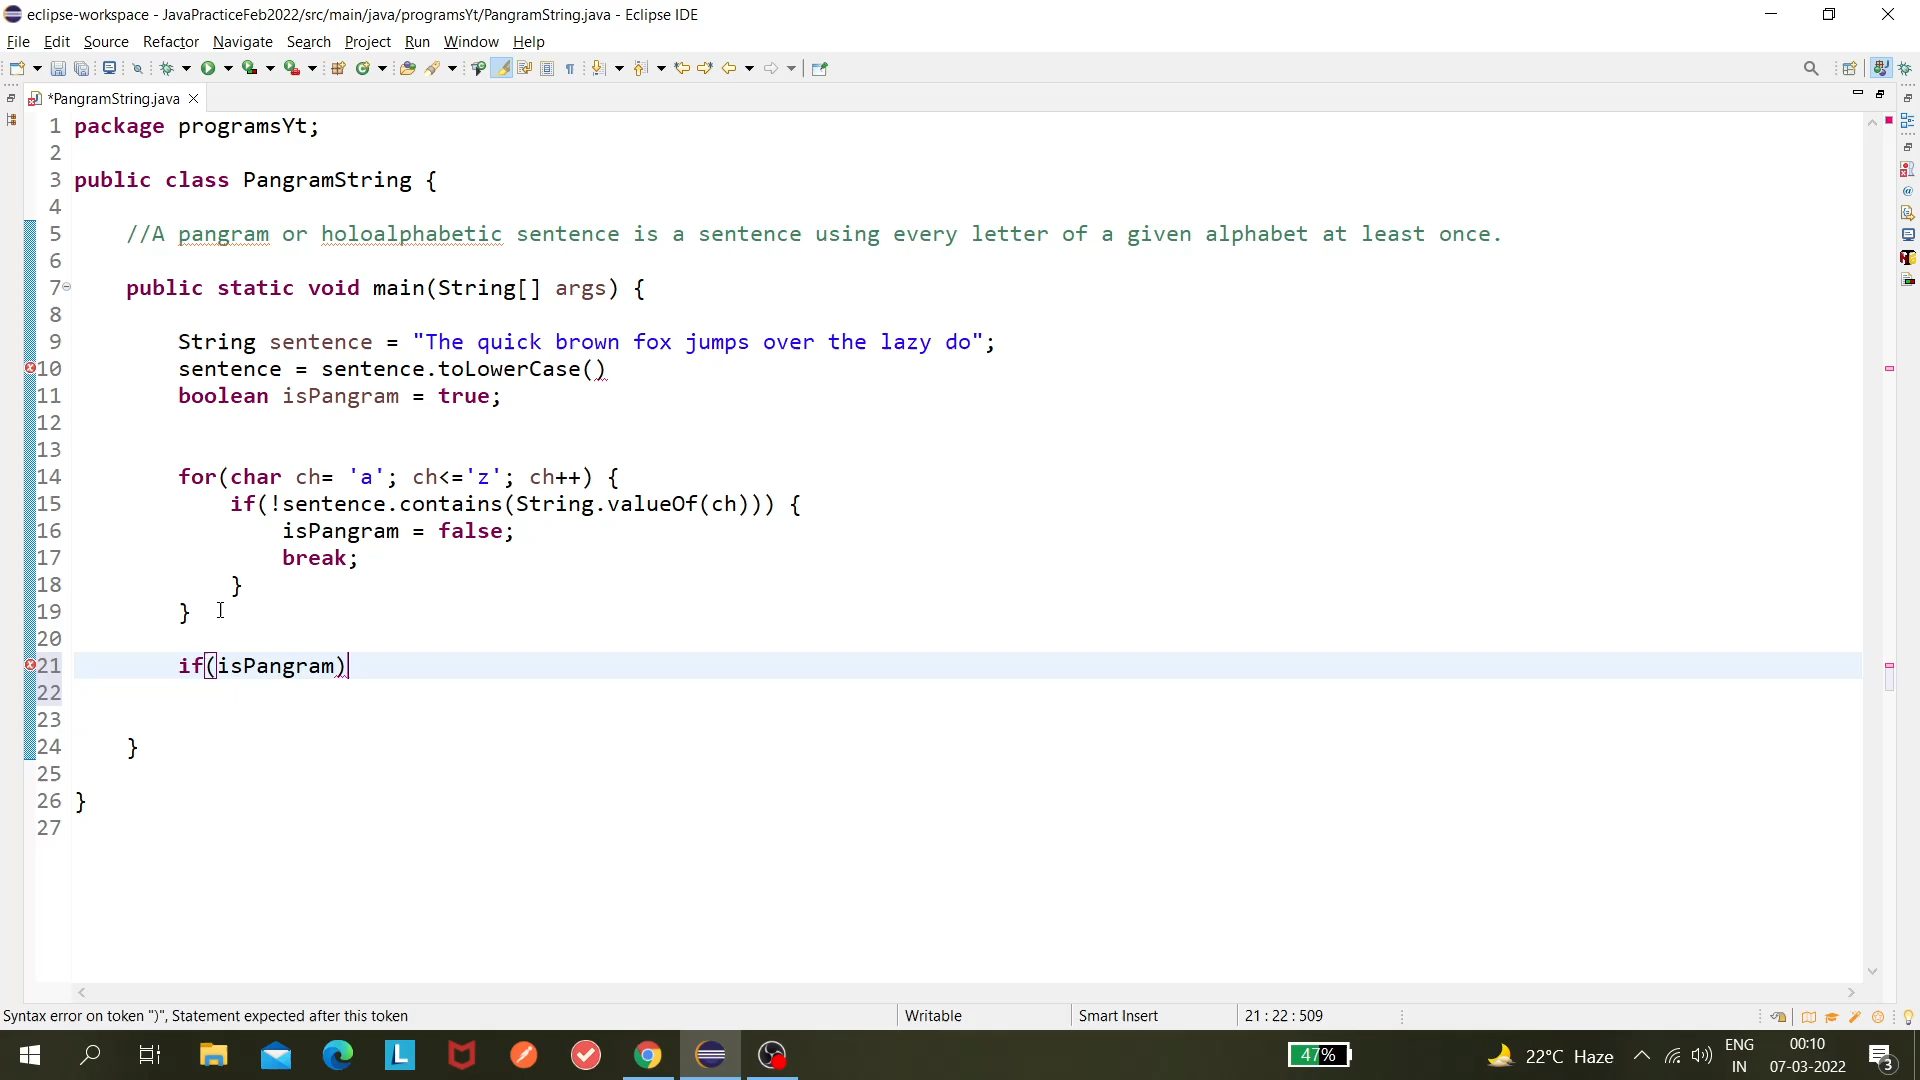 eclipse-workspace - JavaPracticeFeb2022/src/main/java/programsYt/PangramString.java - Eclipse IDE
File Edit Source Refactor Navigate Search Project Run Window Help
*PangramString.java
1 package programsYt;
2
3 public class PangramString {
4
5 //A pangram or holoalphabetic sentence is a sentence using every letter of a given alphabet at least once.
6
7 public static void main(String[] args) {
8
9 String sentence = "The quick brown fox jumps over the lazy do";
10 sentence = sentence.toLowerCase()
11 boolean isPangram = true;
12
13
14 for(char ch= 'a'; ch<='z'; ch++) {
15 if(!sentence.contains(String.valueOf(ch))) {
16 isPangram = false;
17 break;
18 }
19 }
20
21 if(isPangram)
22
23
24 }
25
26 }
27
Syntax error on token ")", Statement expected after this token
Writable
Smart Insert
21 : 22 : 509
47%
22°C Haze
ENG
IN
00:10
07-03-2022
3